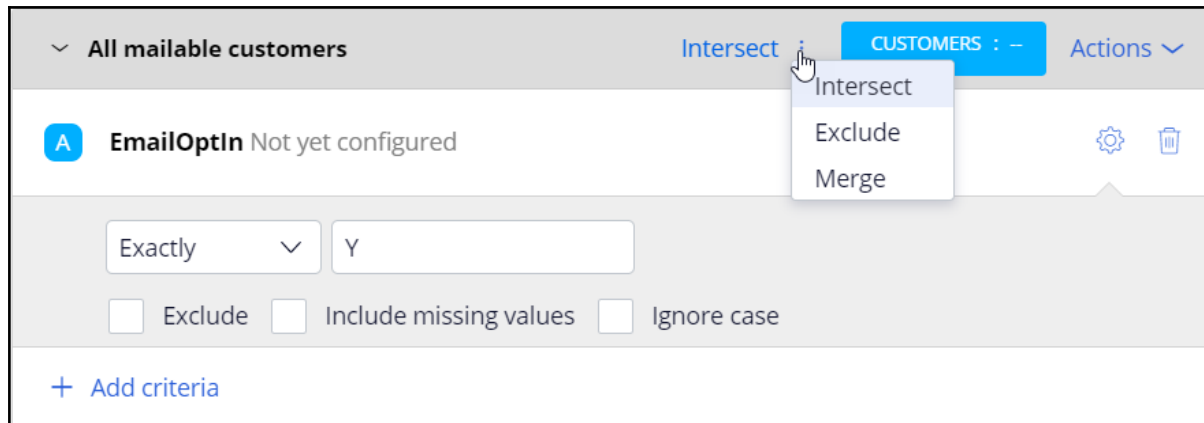 All mailable customers Intersect CUSTOMERS : -- Actions
Intersect
A EmailOptIn Not yet configured
Exclude
Merge
Exactly Y
Exclude Include missing values Ignore case
+ Add criteria